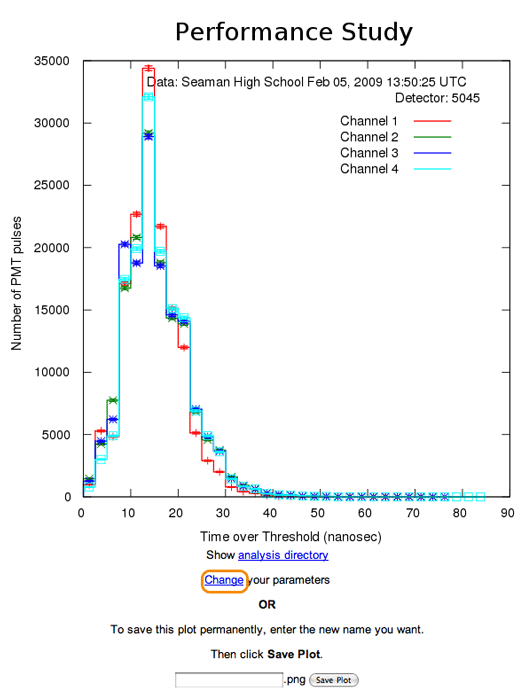 Performance Study
Data: Seaman High School Feb 05, 2009 13:50:25 UTC
Detector: 5045
Channel 1
Channel 2
Channel 3
Channel 4
Number of PMT pulses
35000
30000
25000
20000
15000
10000
5000
0
0 10 20 30 40 50 60 70 80 90
Time over Threshold (nanosec)
Show analysis directory
Change your parameters
OR
To save this plot permanently, enter the new name you want.
Then click Save Plot.
.png Save Plot